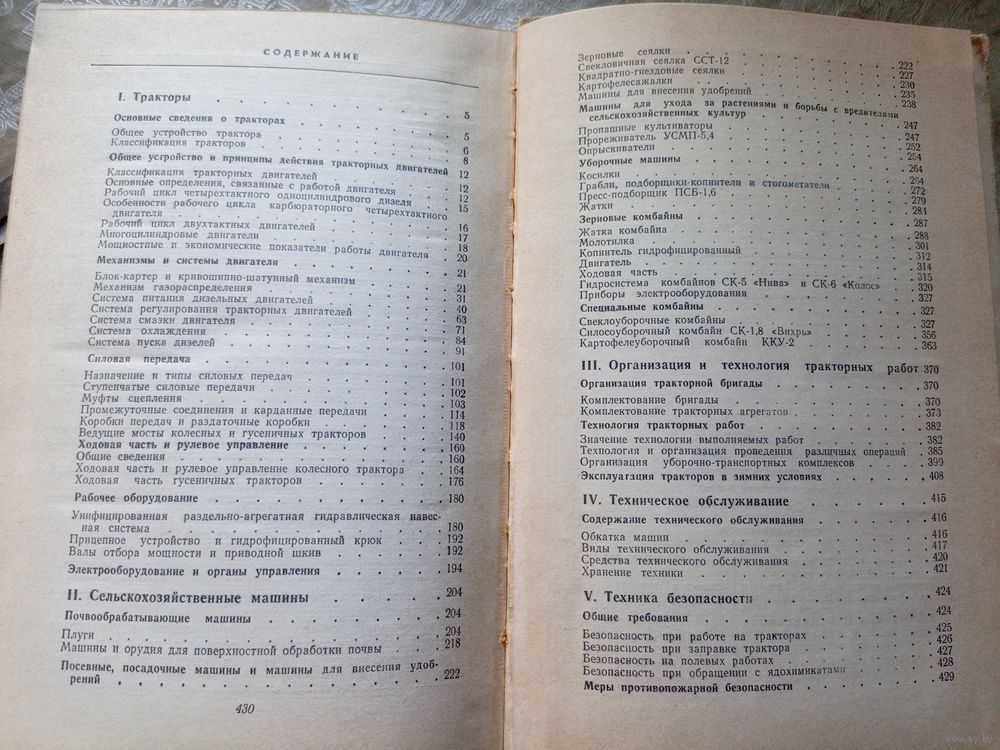 СОДЕРЖАНИЕ
I. Тракторы . . . 5
Основные сведения о тракторах . . . 5
Общее устройство трактора . . . 5
Классификация тракторов . . . 6
Общее устройство и принципы действия тракторных двигателей 12
Классификация тракторных двигателей . . . 12
Основные определения, связанные с работой двигателя . . . 12
Рабочий цикл четырехтактного одноцилиндрового дизеля . . . 15
Особенности рабочего цикла карбюраторного четырехтактного
двигателя . . . 16
Рабочий цикл двухтактных двигателей . . . 17
Многоцилиндровые двигатели . . . 18
Мощностные и экономические показатели работы двигателя . 20
Механизмы и системы двигателя . . . 21
Блок-картер и кривошипно-шатунный механизм . . . 21
Механизм газораспределения . . . 31
Система питания дизельных двигателей . . . 40
Система регулирования тракторных двигателей . . . 63
Система смазки двигателя . . . 71
Система охлаждения . . . 84
Система пуска дизелей . . . 91
Силовая передача . . . 101
Назначение и типы силовых передач . . . 101
Ступенчатые силовые передачи . . . 102
Муфты сцепления . . . 103
Промежуточные соединения и карданные передачи . . . 114
Коробки передач и раздаточные коробки . . . 118
Ведущие мосты колесных и гусеничных тракторов . . . 140
Ходовая часть и рулевое управление . . . 160
Общие сведения . . . 160
Ходовая часть и рулевое управление колесного трактора . 164
Ходовая часть гусеничных тракторов . . . 176
Рабочее оборудование . . . 180
Унифицированная раздельно-агрегатная гидравлическая навес-
ная система . . . 180
Прицепное устройство и гидрофицированный крюк . . . 192
Валы отбора мощности и приводной шкив . . . 192
Электрооборудование и органы управления . . . 194
II. Сельскохозяйственные машины . . . 204
Почвообрабатывающие машины . . . 204
Плуги . . . 204
Машины и орудия для поверхностной обработки почвы . . . 218
Посевные, посадочные машины и машины для внесения удоб-
рений . . . 222
430
Зерновые сеялки . . . 222
Свекловичная сеялка ССТ-12 . . . 227
Квадратно-гнездовые сеялки . . . 230
Картофелесажалки . . . 235
Машины для внесения удобрений . . . 238
Машины для ухода за растениями и борьбы с вредителями
сельскохозяйственных культур . . . 247
Пропашные культиваторы . . . 247
Прореживатель УСМП-5,4 . . . 252
Опрыскиватели . . . 254
Уборочные машины . . . 264
Косилки . . . 264
Грабли, подборщики-копнители и стогометатели . . . 272
Пресс-подборщик ПСБ-1,6 . . . 279
Жатки . . . 284
Зерновые комбайны . . . 287
Жатка комбайна . . . 288
Молотилка . . . 301
Копнитель гидрофицированный . . . 312
Двигатель . . . 314
Ходовая часть . . . 315
Гидросистема комбайнов СК-5 «Нива» и СК-6 «Колос» . 320
Приборы электрооборудования . . . 327
Специальные комбайны . . . 327
Свеклоуборочные комбайны . . . 327
Силосоуборочный комбайн СК-1,8 «Вихрь» . . . 356
Картофелеуборочный комбайн ККУ-2 . . . 363
III. Организация и технология тракторных работ 370
Организация тракторной бригады . . . 370
Комплектование бригады . . . 370
Комплектование тракторных агрегатов . . . 373
Технология тракторных работ . . . 382
Значение технологии выполняемых работ . . . 382
Технология и организация проведения различных операций . 385
Организация уборочно-транспортных комплексов . . . 399
Эксплуатация тракторов в зимних условиях . . . 408
IV. Техническое обслуживание . . . 415
Содержание технического обслуживания . . . 416
Обкатка машин . . . 416
Виды технического обслуживания . . . 417
Средства технического обслуживания . . . 420
Хранение техники . . . 421
V. Техника безопасности . . . 424
Общие требования . . . 424
Безопасность при работе на тракторах . . . 425
Безопасность при заправке трактора . . . 426
Безопасность на полевых работах . . . 427
Безопасность при обращении с ядохимикатами . . . 428
Меры противопожарной безопасности . . . 429
www.ay.by